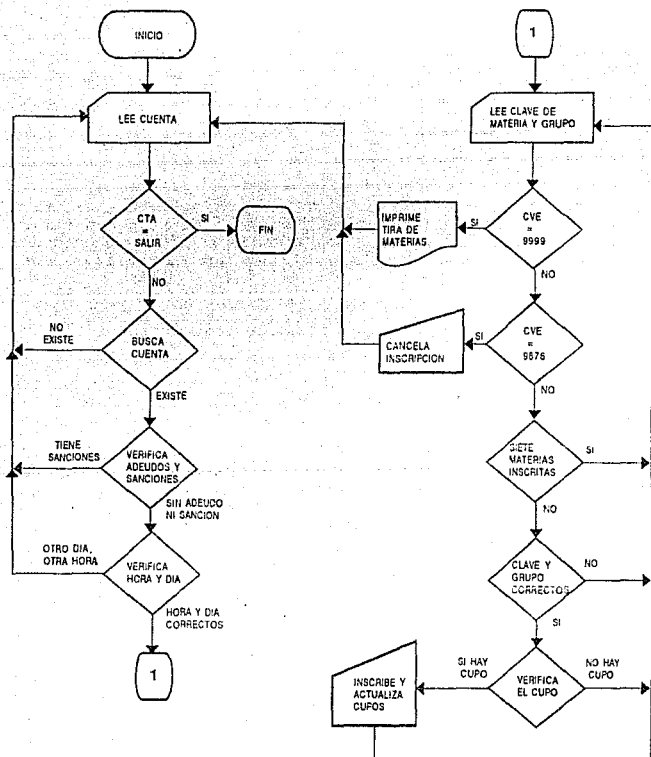 INICIO
LEE CUENTA
CTA
=
SALIR
SI
FIN
NO
NO
EXISTE
BUSCA
CUENTA
EXISTE
TIENE
SANCIONES
VERIFICA
ADEUDOS Y
SANCIONES
SIN ADEUDO
NI SANCION
OTRO DIA,
OTRA HORA
VERIFICA
HORA Y DIA
HORA Y DIA
CORRECTOS
1
1
LEE CLAVE DE
MATERIA Y GRUPO
IMPRIME
TIRA DE
MATERIAS
SI
CVE
=
9999
NO
CANCELA
INSCRIPCION
SI
CVE
=
9876
NO
SIETE
MATERIAS
INSCRITAS
SI
NO
CLAVE Y
GRUPO
CORRECTOS
NO
SI
INSCRIBE Y
ACTUALIZA
CUPOS
SI HAY
CUPO
VERIFICA
EL CUPO
NO HAY
CUPO